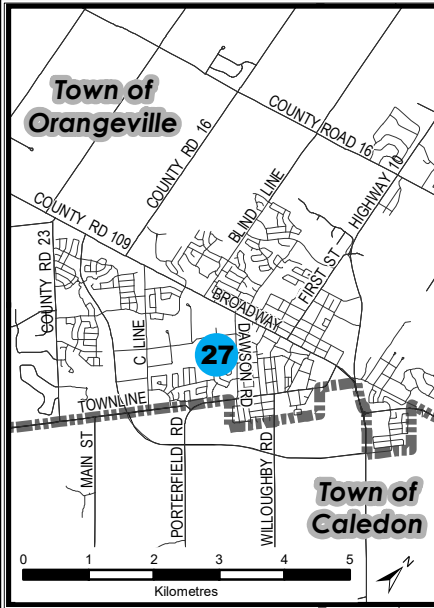 Town of
Orangeville
COUNTY ROAD 16
COUNTY RD 16
HIGHWAY 10
BLIND LINE
COUNTY RD 109
COUNTY RD 23
FIRST ST
BROADWAY
C LINE
27
DAWSON RD
TOWNLINE
MAIN ST
PORTERFIELD RD
WILLOUGHBY RD
Town of
Caledon
0 1 2 3 4 5
Kilometres
N